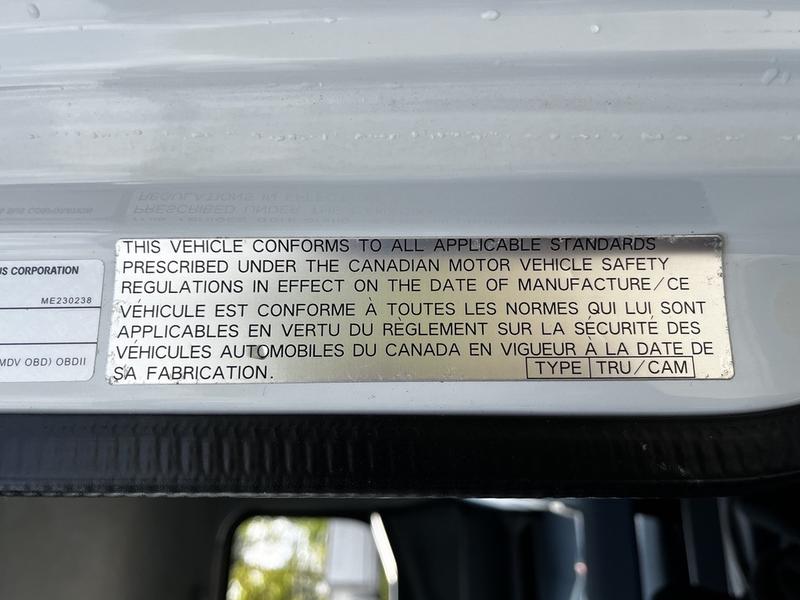 THIS VEHICLE CONFORMS TO ALL APPLICABLE STANDARDS
PRESCRIBED UNDER THE CANADIAN MOTOR VEHICLE SAFETY
REGULATIONS IN EFFECT ON THE DATE OF MANUFACTURE/CE
VÉHICULE EST CONFORME À TOUTES LES NORMES QUI LUI SONT
APPLICABLES EN VERTU DU RÈGLEMENT SUR LA SÉCURITÉ DES
VÉHICULES AUTOMOBILES DU CANADA EN VIGUEUR À LA DATE DE
SA FABRICATION.
TYPE TRU/CAM
CORPORATION
ME230238
OBD) OBDII